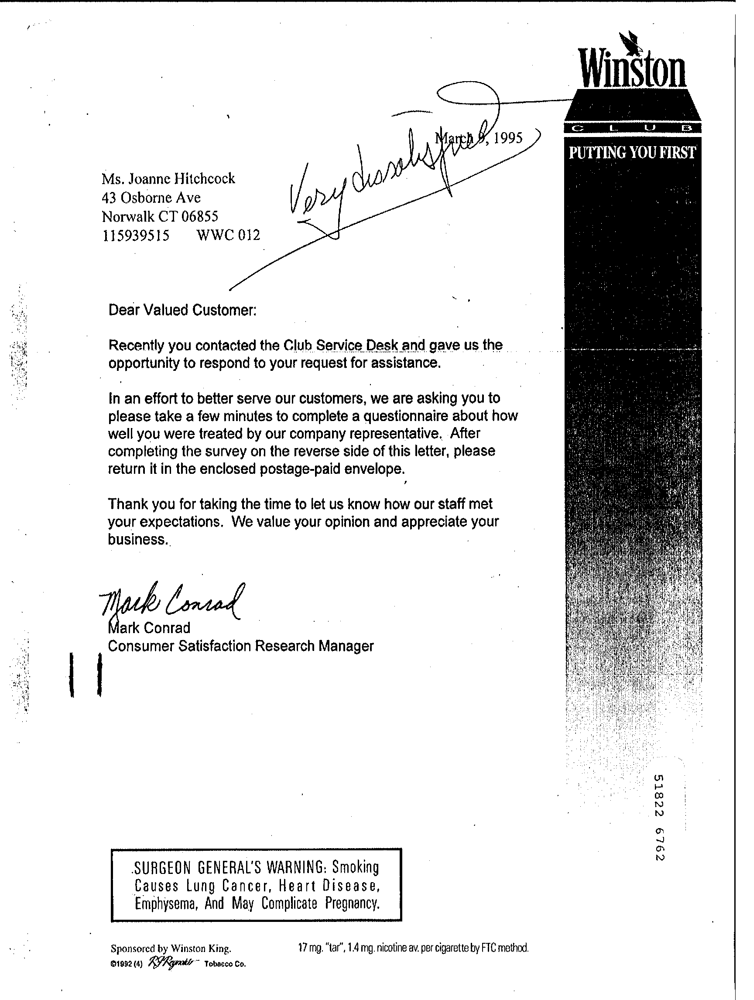 Winston
CLUB
PUTTING YOU FIRST
March 9, 1995
Very dissatisfied
Ms. Joanne Hitchcock
43 Osborne Ave
Norwalk CT 06855
115939515 WWC 012
Dear Valued Customer:
Recently you contacted the Club Service Desk and gave us the
opportunity to respond to your request for assistance.
In an effort to better serve our customers, we are asking you to
please take a few minutes to complete a questionnaire about how
well you were treated by our company representative. After
completing the survey on the reverse side of this letter, please
return it in the enclosed postage-paid envelope.
Thank you for taking the time to let us know how our staff met
your expectations. We value your opinion and appreciate your
business.
Mark Conrad
Mark Conrad
Consumer Satisfaction Research Manager
51822 6762
SURGEON GENERAL'S WARNING: Smoking
Causes Lung Cancer, Heart Disease,
Emphysema, And May Complicate Pregnancy.
Sponsored by Winston King.
17 mg. "tar", 1.4 mg. nicotine av. per cigarette by FTC method.
©1992 (4) RJReynolds Tobacco Co.